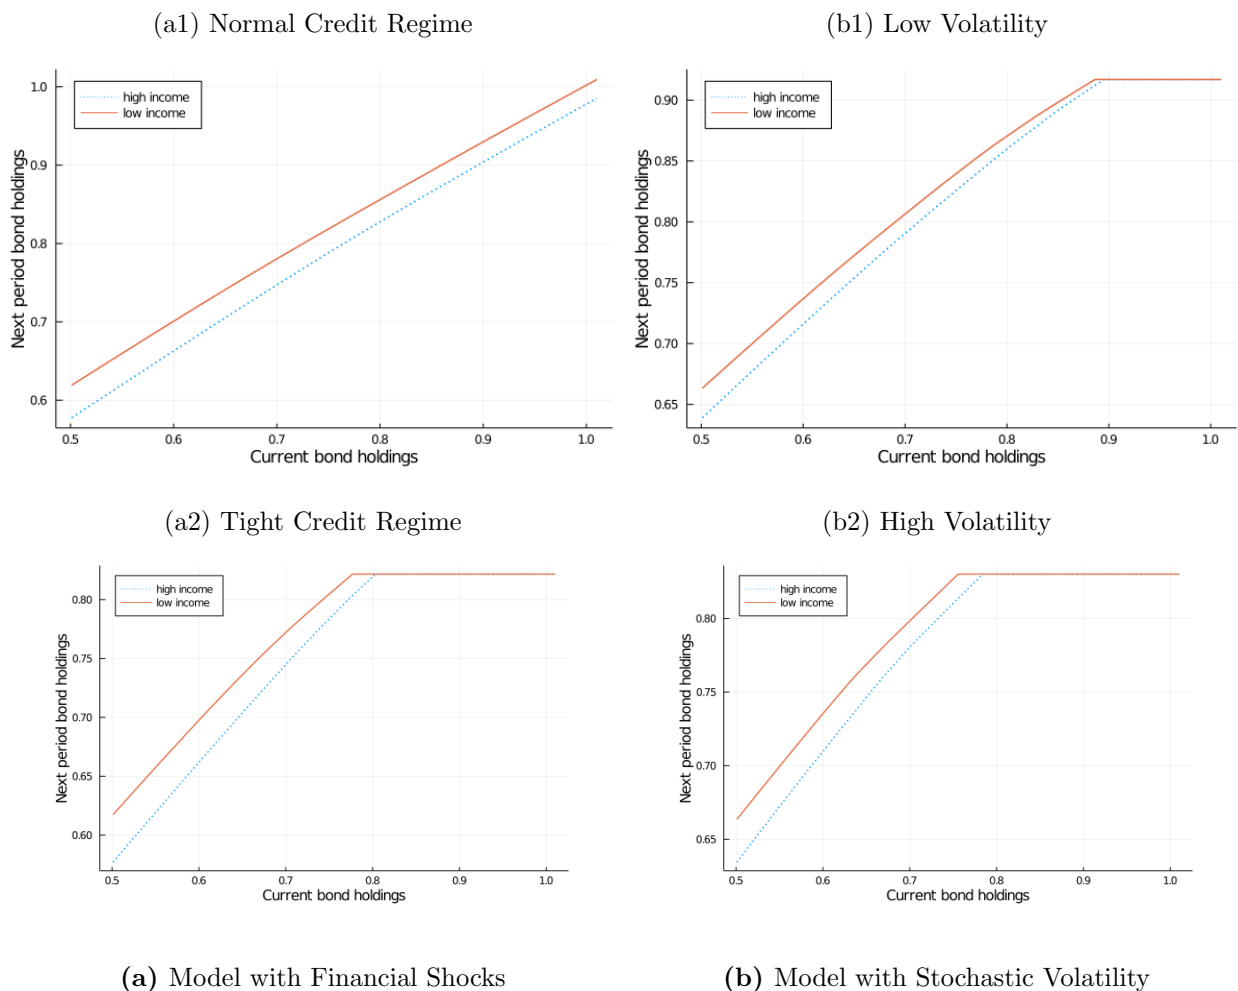 (a1) Normal Credit Regime
high income
low income
1.0
0.9
0.8
0.7
0.6
Next period bond holdings
0.5 0.6 0.7 0.8 0.9 1.0
Current bond holdings
(b1) Low Volatility
high income
low income
0.90
0.85
0.80
0.75
0.70
0.65
Next period bond holdings
0.5 0.6 0.7 0.8 0.9 1.0
Current bond holdings
(a2) Tight Credit Regime
high income
low income
0.80
0.75
0.70
0.65
0.60
Next period bond holdings
0.5 0.6 0.7 0.8 0.9 1.0
Current bond holdings
(b2) High Volatility
high income
low income
0.80
0.75
0.70
0.65
Next period bond holdings
0.5 0.6 0.7 0.8 0.9 1.0
Current bond holdings
(a) Model with Financial Shocks
(b) Model with Stochastic Volatility